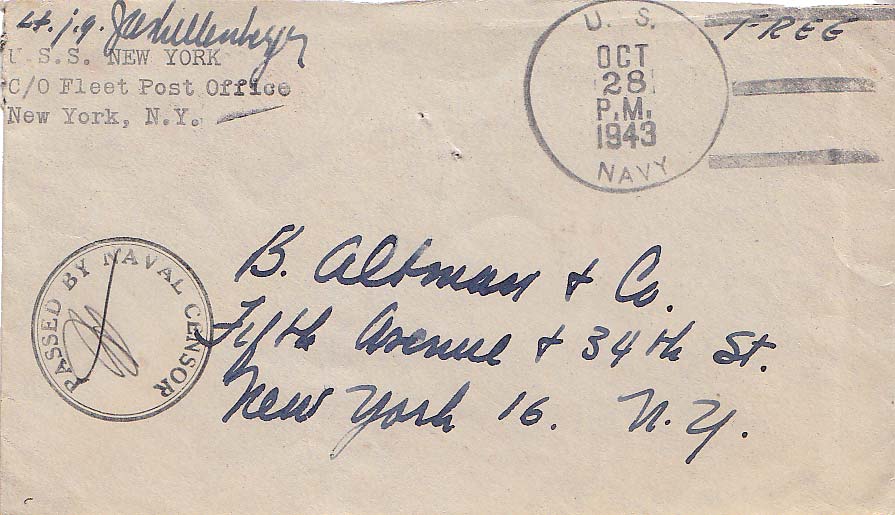 Lt. j.g.
U.S.S. NEW YORK
C/O Fleet Post Office
New York, N.Y.
U. S.
OCT
28
P.M.
1943
NAVY
FREE
PASSED BY NAVAL CENSOR
B. Altman & Co.
Fifth Avenue & 34th St.
New York 16. N.Y.